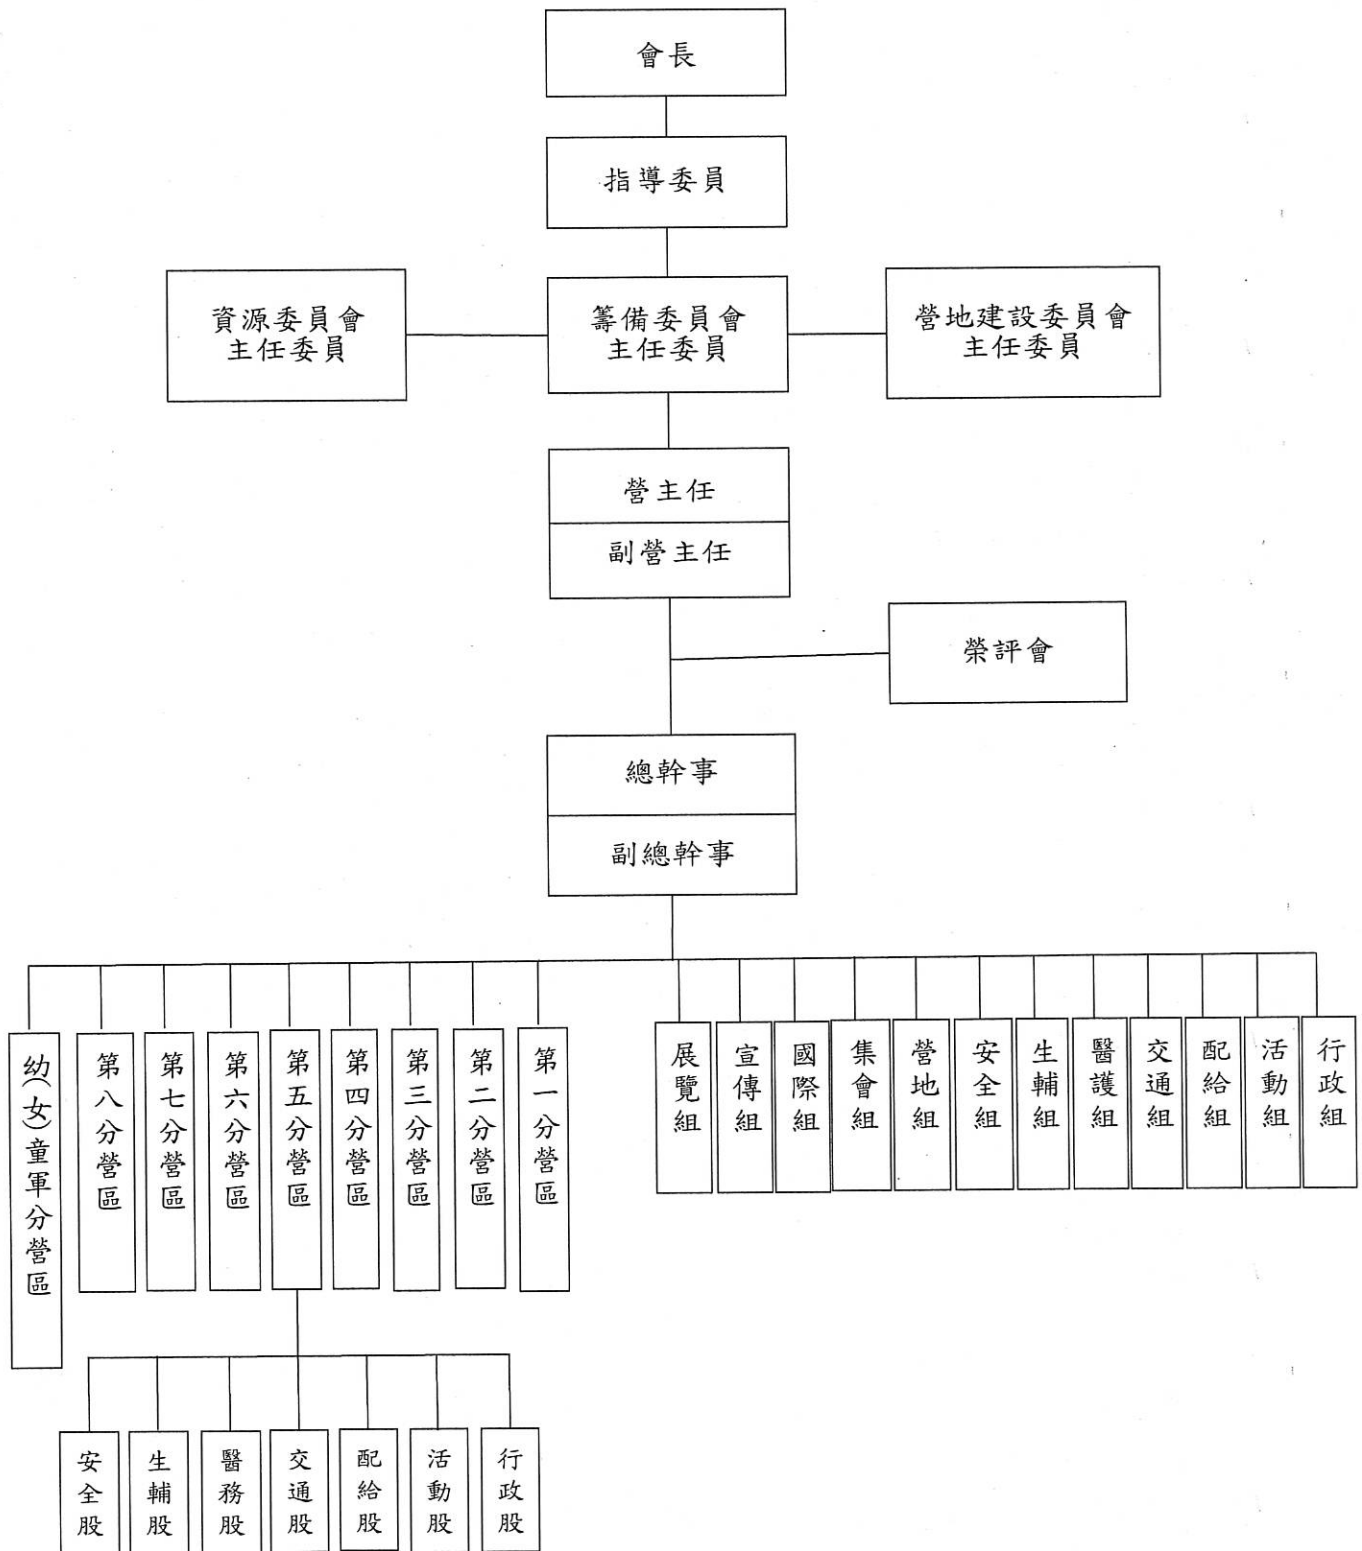 會長
指導委員
資源委員會
主任委員
籌備委員會
主任委員
營地建設委員會
主任委員
營主任
副營主任
榮評會
總幹事
副總幹事
幼(女)童軍分營區
第八分營區
第七分營區
第六分營區
第五分營區
第四分營區
第三分營區
第二分營區
第一分營區
展覽組
宣傳組
國際組
集會組
營地組
安全組
生輔組
醫護組
交通組
配給組
活動組
行政組
安全股
生輔股
醫務股
交通股
配給股
活動股
行政股